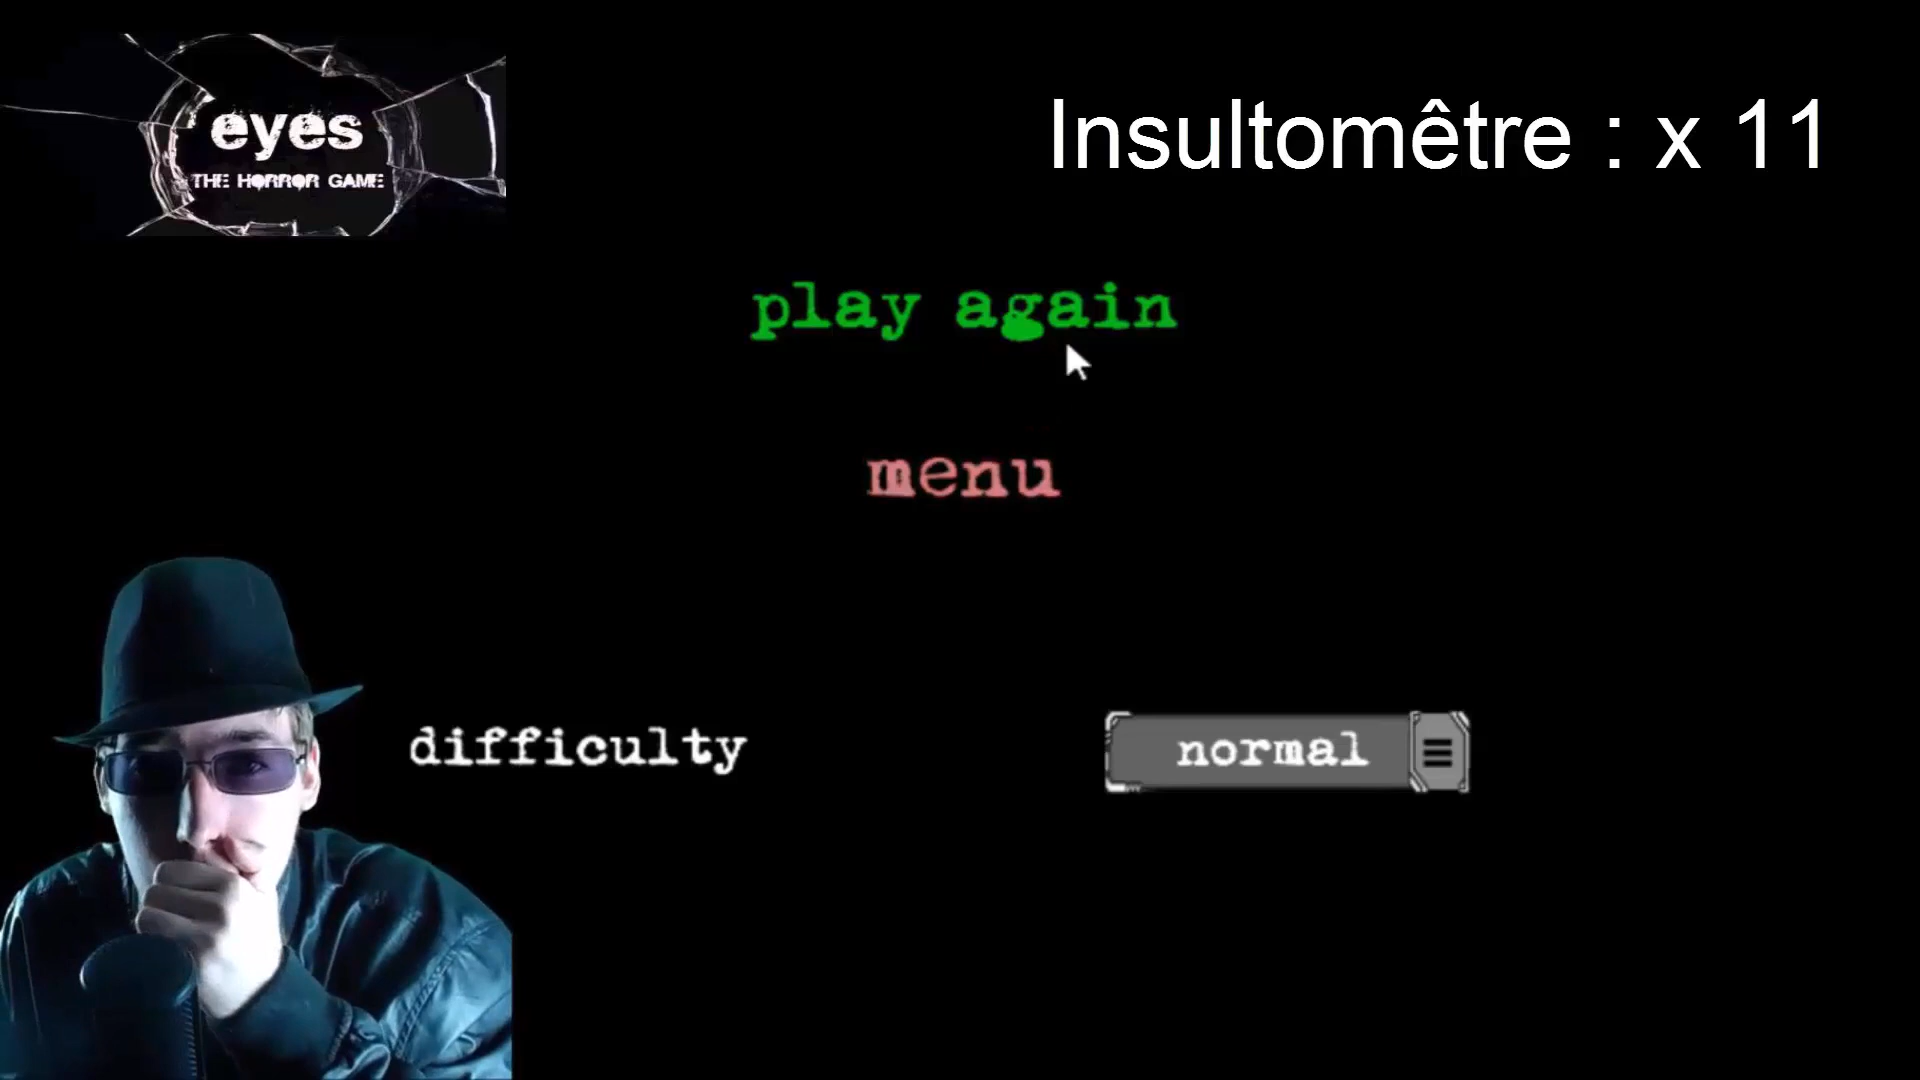 eyes
THE HORROR GAME
Insultomêtre : x 11
play again
menu
difficulty
normal